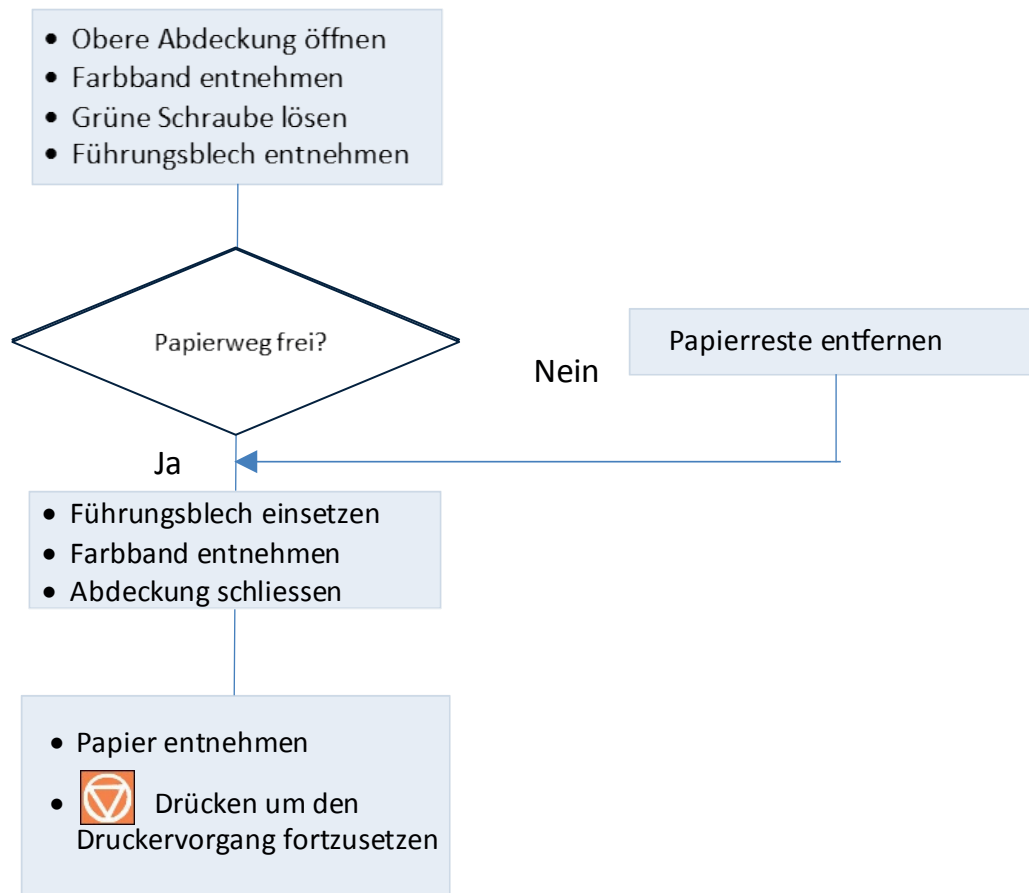 • Obere Abdeckung öffnen
• Farbband entnehmen
• Grüne Schraube lösen
• Führungsblech entnehmen
Papierweg frei?
Nein
Papierreste entfernen
Ja
• Führungsblech einsetzen
• Farbband entnehmen
• Abdeckung schliessen
• Papier entnehmen
• Drücken um den
Druckervorgang fortzusetzen